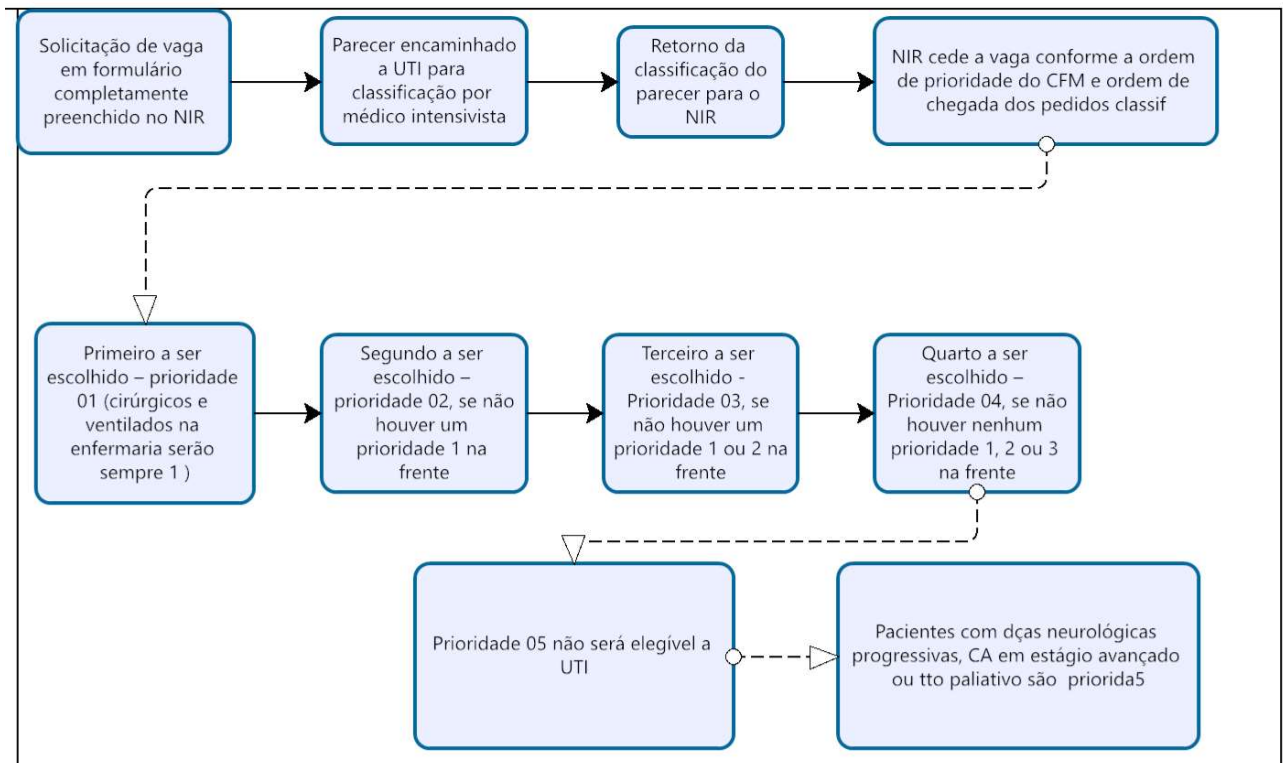 Solicitação de vaga
em formulário
completamente
preenchido no NIR
Parecer encaminhado
a UTI para
classificação por
médico intensivista
Retorno da
classificação do
parecer para o
NIR
NIR cede a vaga conforme a ordem
de prioridade do CFM e ordem de
chegada dos pedidos classif
Primeiro a ser
escolhido – prioridade
01 (cirúrgicos e
ventilados na
enfermaria serão
sempre 1 )
Segundo a ser
escolhido –
prioridade 02, se não
houver um
prioridade 1 na
frente
Terceiro a ser
escolhido -
Prioridade 03, se
não houver um
prioridade 1 ou 2 na
frente
Quarto a ser
escolhido –
Prioridade 04, se não
houver nenhum
prioridade 1, 2 ou 3
na frente
Prioridade 05 não será elegível a
UTI
Pacientes com dças neurológicas
progressivas, CA em estágio avançado
ou tto paliativo são  priorida5